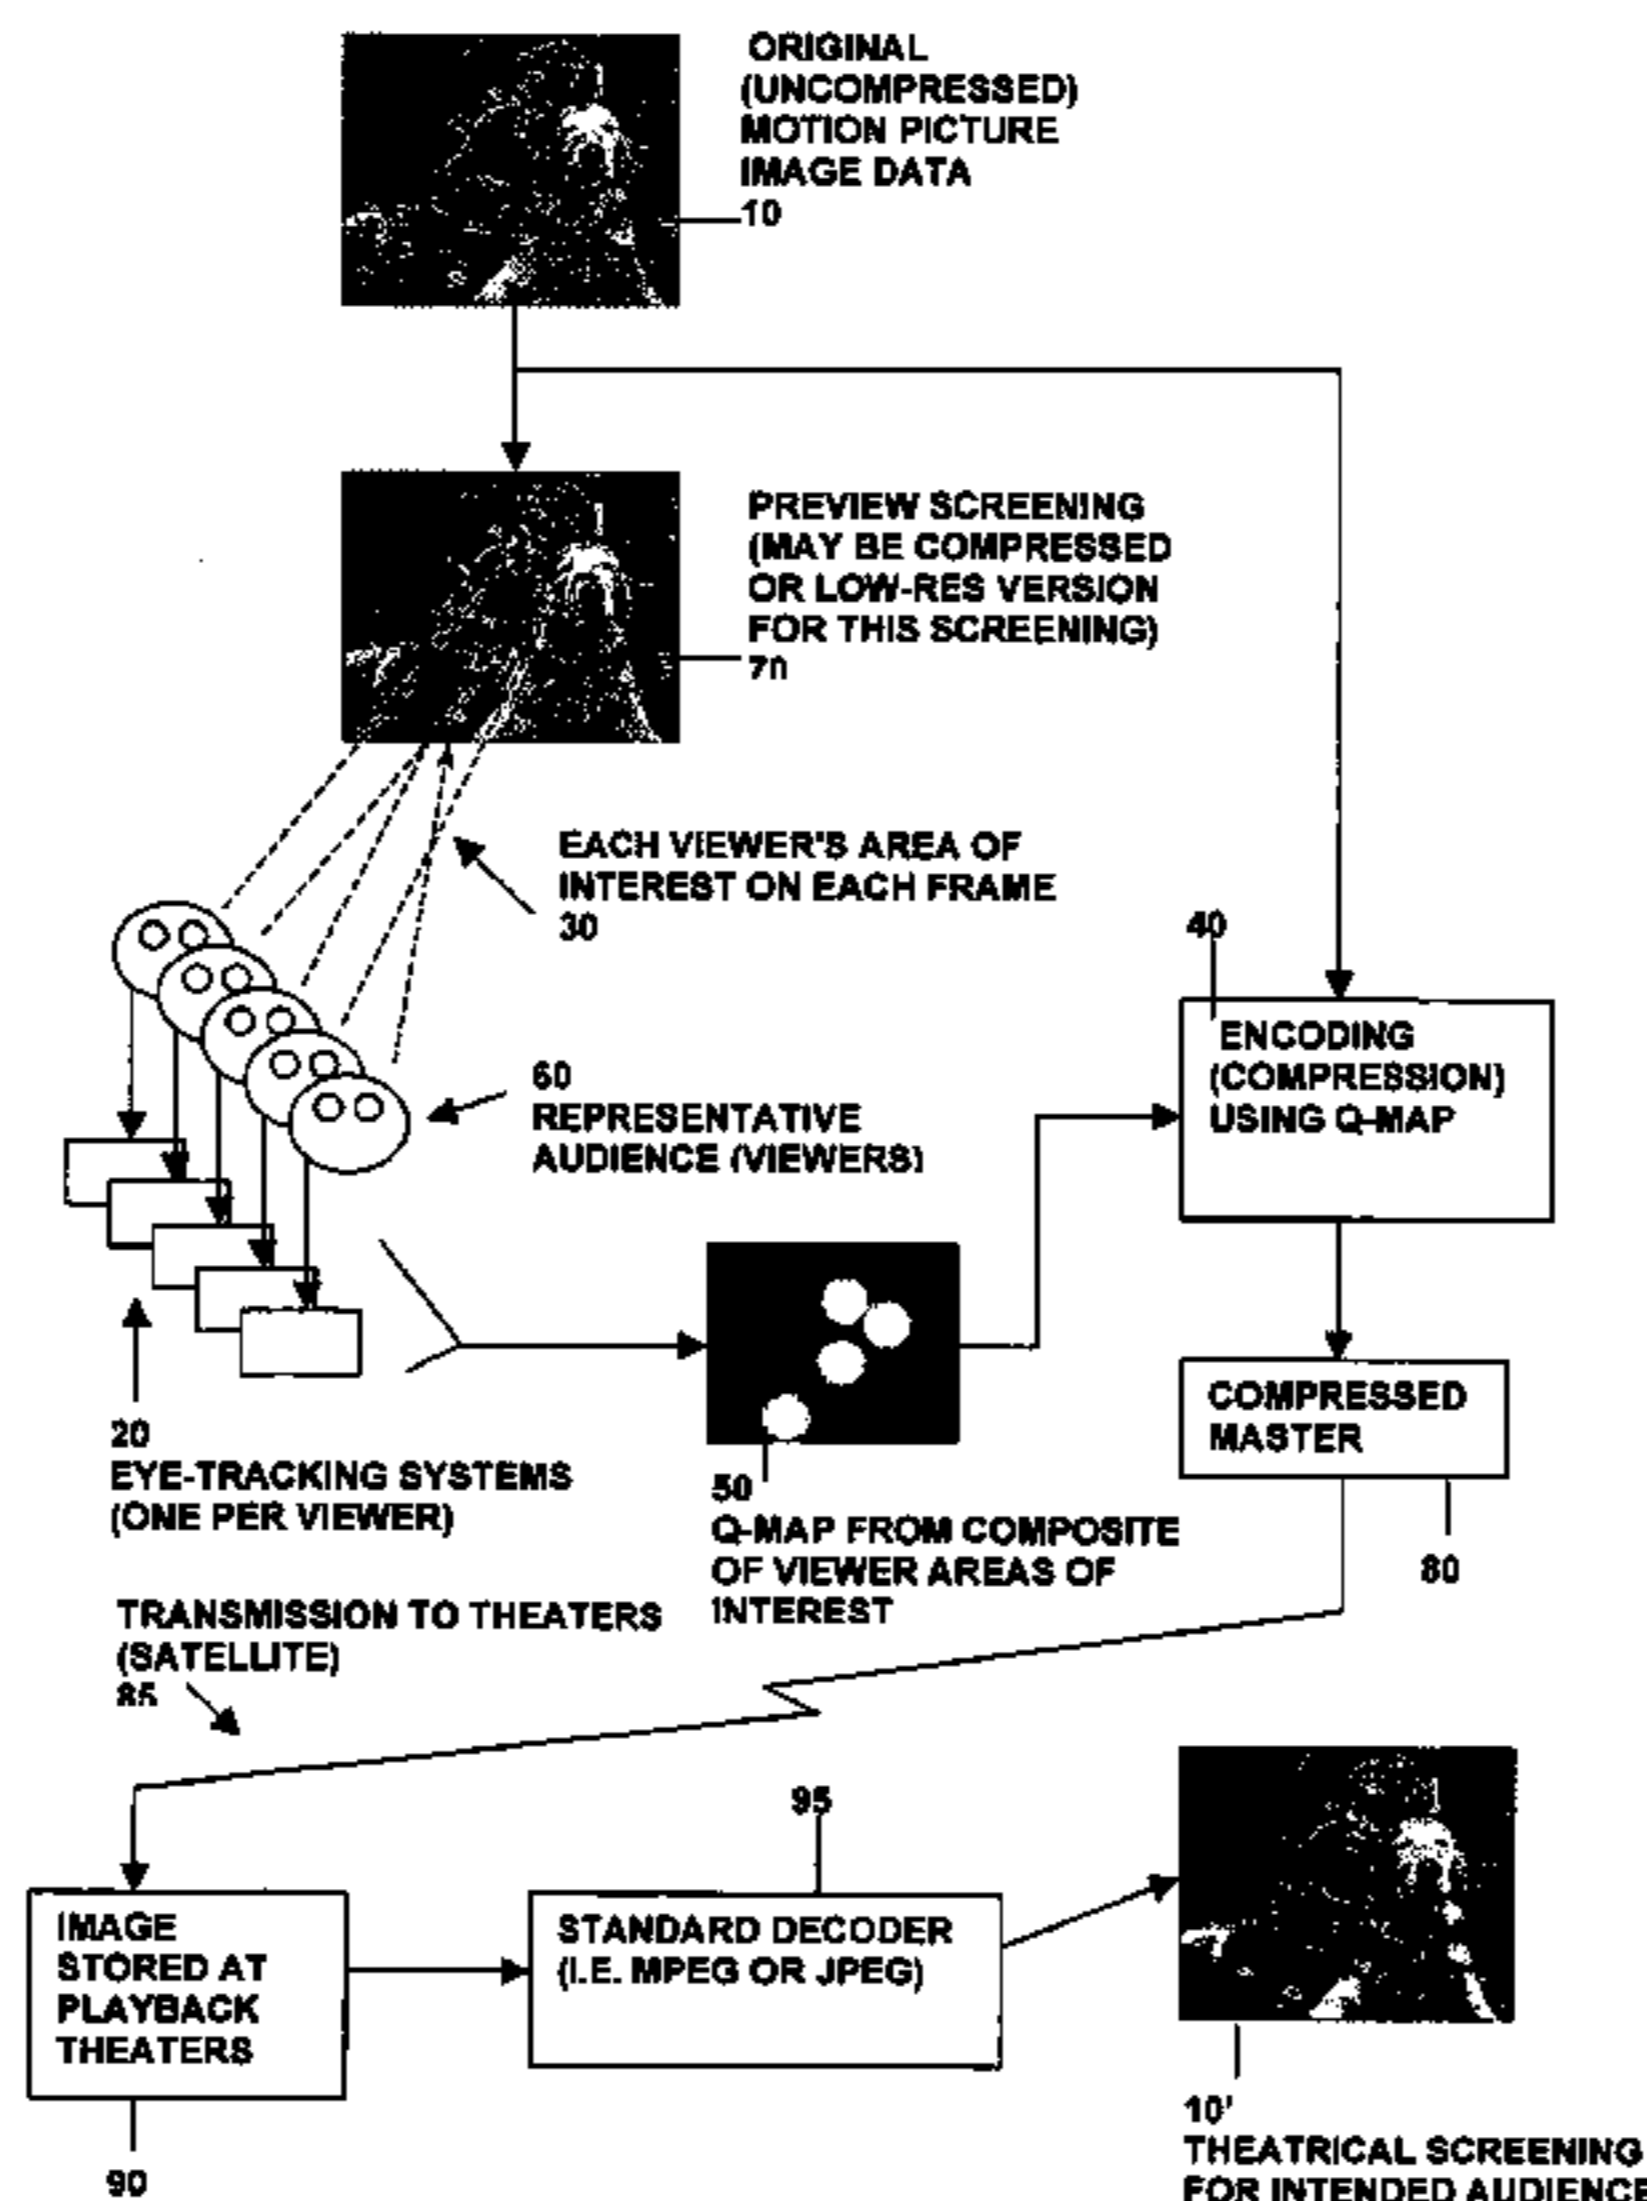 ORIGINAL
(UNCOMPRESSED)
MOTION PICTURE
IMAGE DATA
10
PREVIEW SCREENING
(MAY BE COMPRESSED
OR LOW-RES VERSION
FOR THIS SCREENING)
70
EACH VIEWER'S AREA OF
INTEREST ON EACH FRAME
30
40
ENCODING
(COMPRESSION)
USING Q-MAP
60
REPRESENTATIVE
AUDIENCE (VIEWERS)
COMPRESSED
MASTER
80
20
EYE-TRACKING SYSTEMS
(ONE PER VIEWER)
50
Q-MAP FROM COMPOSITE
OF VIEWER AREAS OF
INTEREST
TRANSMISSION TO THEATERS
(SATELLITE)
85
95
IMAGE
STORED AT
PLAYBACK
THEATERS
90
STANDARD DECODER
(I.E. MPEG OR JPEG)
10'
THEATRICAL SCREENING
FOR INTENDED AUDIENCE